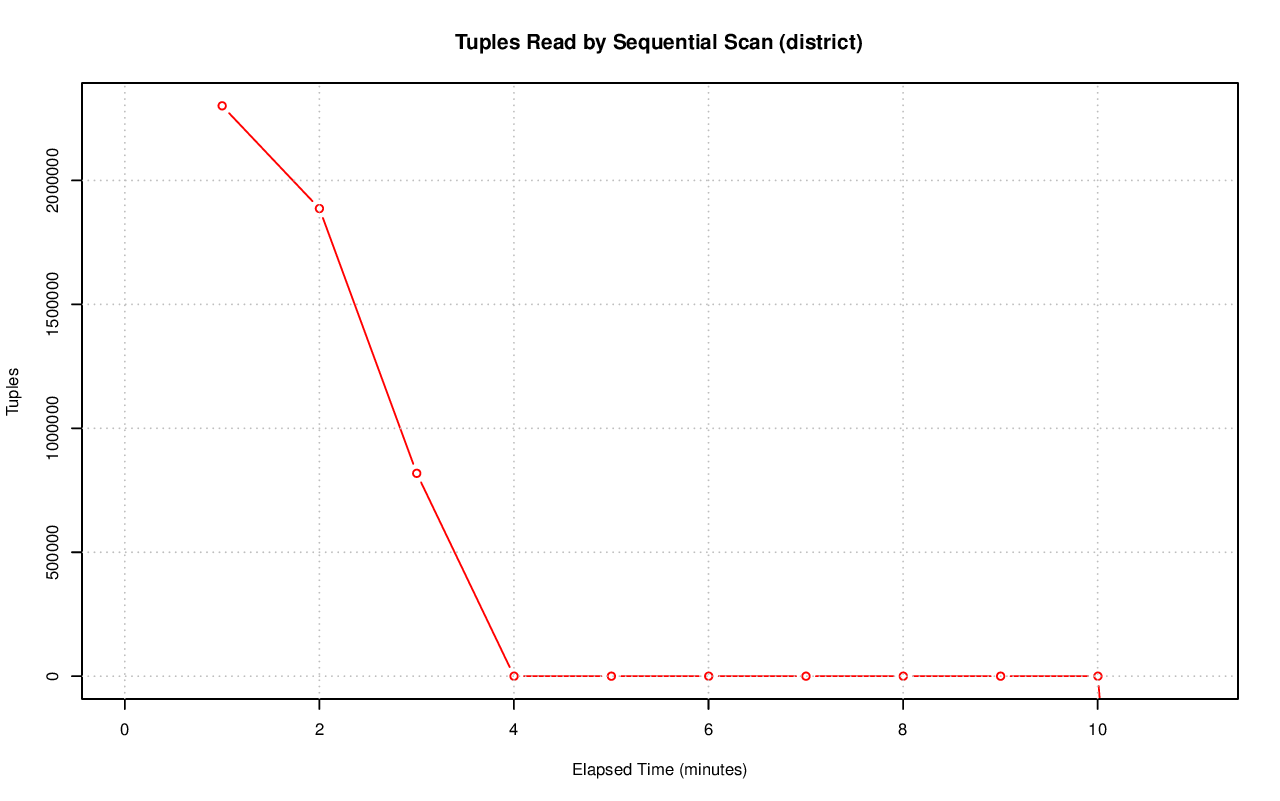 Tuples Read by Sequential Scan (district)
Tuples
2000000
1500000
1000000
500000
0
0 2 4 6 8 10
Elapsed Time (minutes)